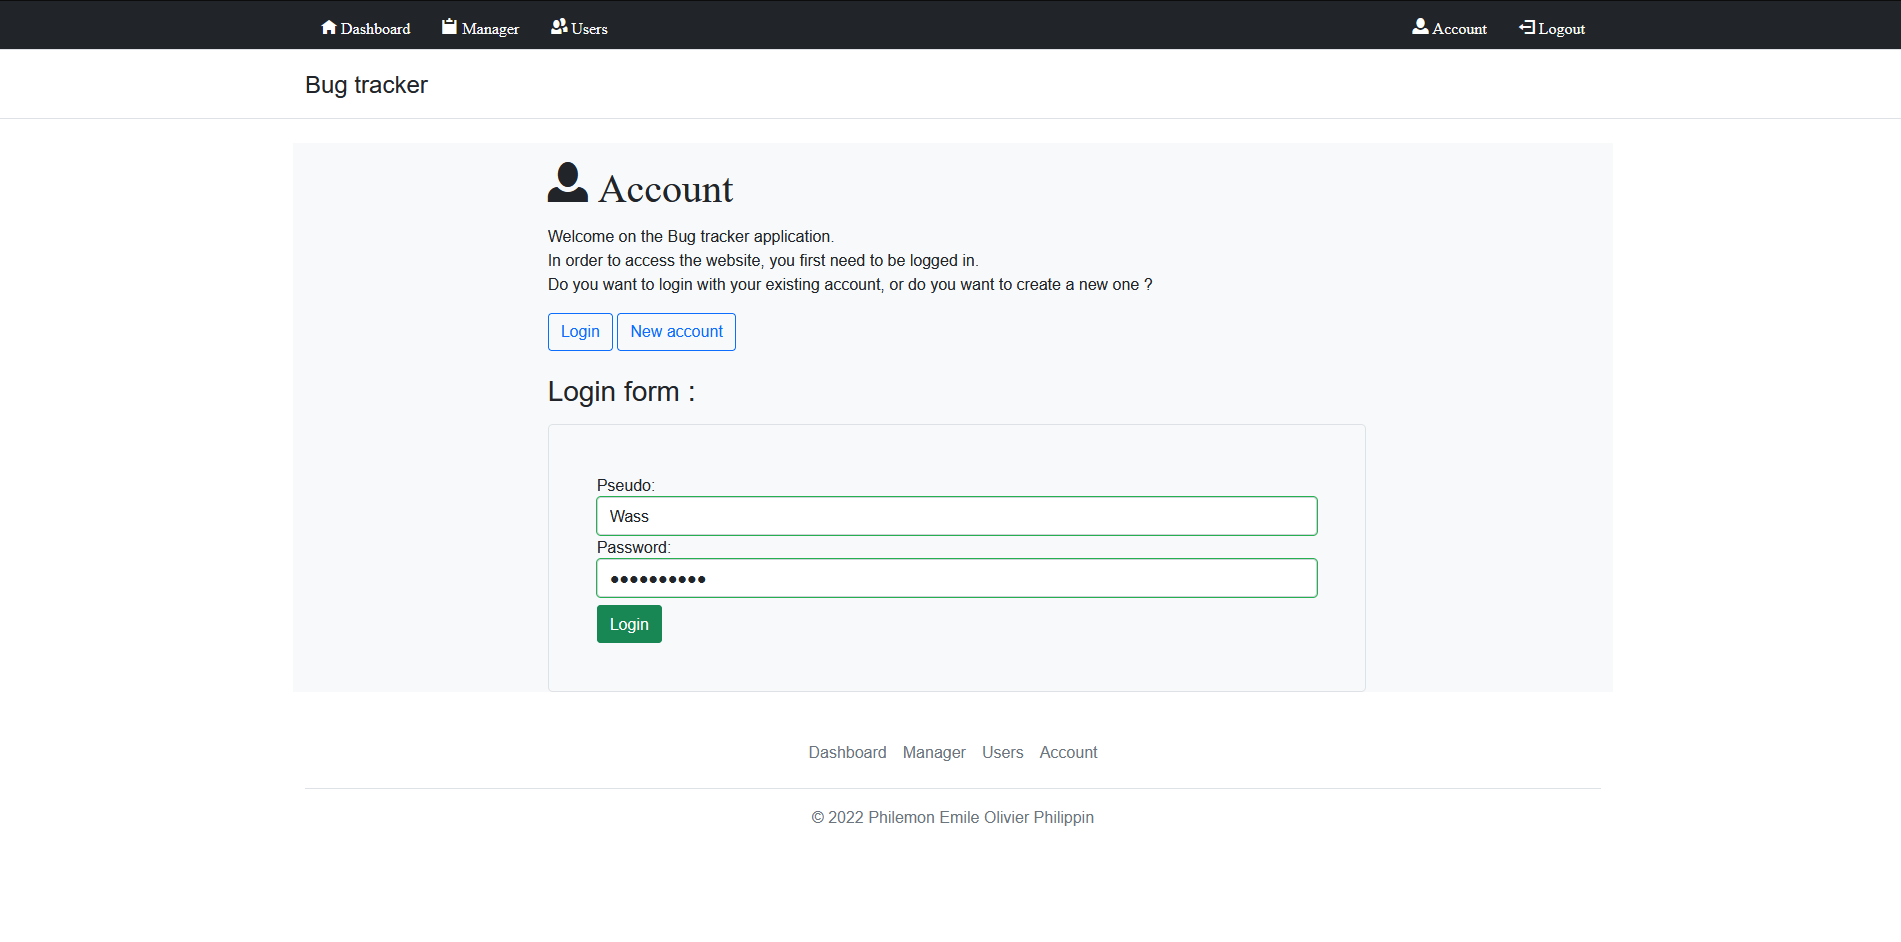 Dashboard Manager Users Account Logout
Bug tracker
Account
Welcome on the Bug tracker application.
In order to access the website, you first need to be logged in.
Do you want to login with your existing account, or do you want to create a new one ?
Login New account
Login form :
Pseudo:
Wass
Password:
●●●●●●●●●●
Login
Dashboard Manager Users Account
© 2022 Philemon Emile Olivier Philippin